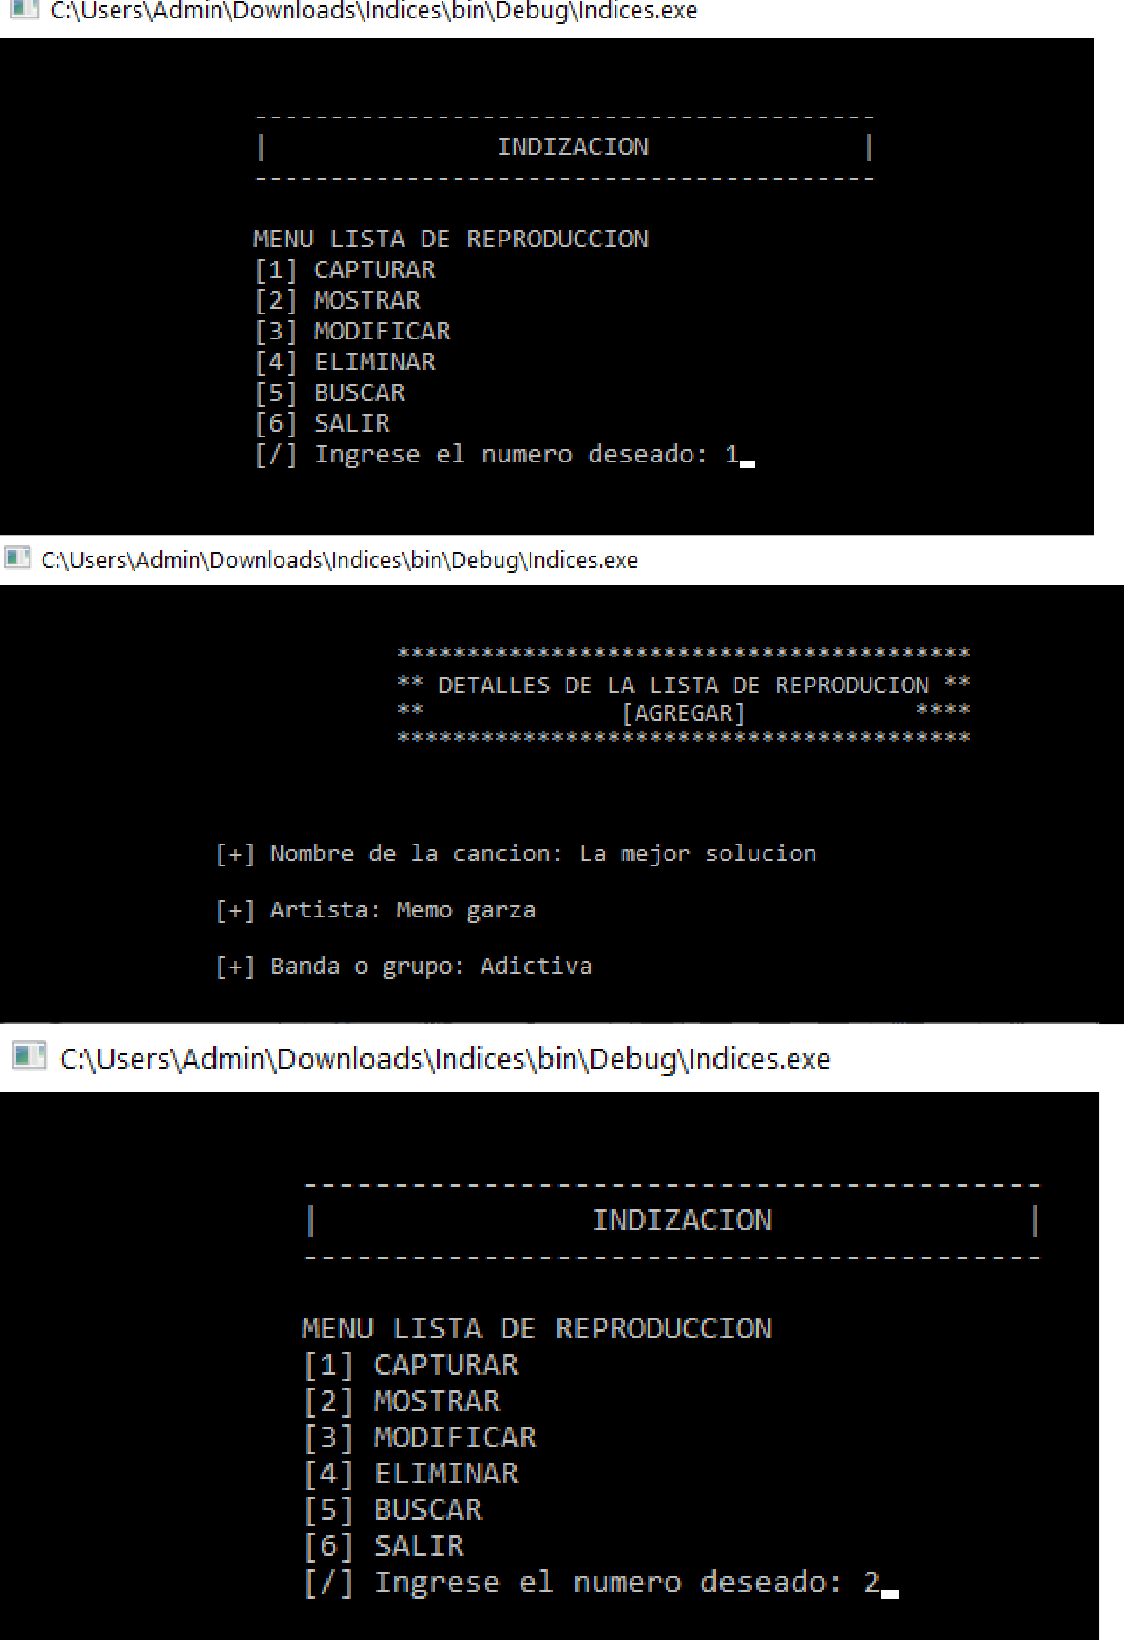 C:\Users\Admin\Downloads\Indices\bin\Debug\Indices.exe
-----------------------------------------
|               INDIZACION              |
-----------------------------------------
MENU LISTA DE REPRODUCCION
[1] CAPTURAR
[2] MOSTRAR
[3] MODIFICAR
[4] ELIMINAR
[5] BUSCAR
[6] SALIR
[/] Ingrese el numero deseado: 1
C:\Users\Admin\Downloads\Indices\bin\Debug\Indices.exe
*****************************************
** DETALLES DE LA LISTA DE REPRODUCION **
**              [AGREGAR]            ****
*****************************************
[+] Nombre de la cancion: La mejor solucion
[+] Artista: Memo garza
[+] Banda o grupo: Adictiva
C:\Users\Admin\Downloads\Indices\bin\Debug\Indices.exe
-----------------------------------------
|               INDIZACION              |
-----------------------------------------
MENU LISTA DE REPRODUCCION
[1] CAPTURAR
[2] MOSTRAR
[3] MODIFICAR
[4] ELIMINAR
[5] BUSCAR
[6] SALIR
[/] Ingrese el numero deseado: 2